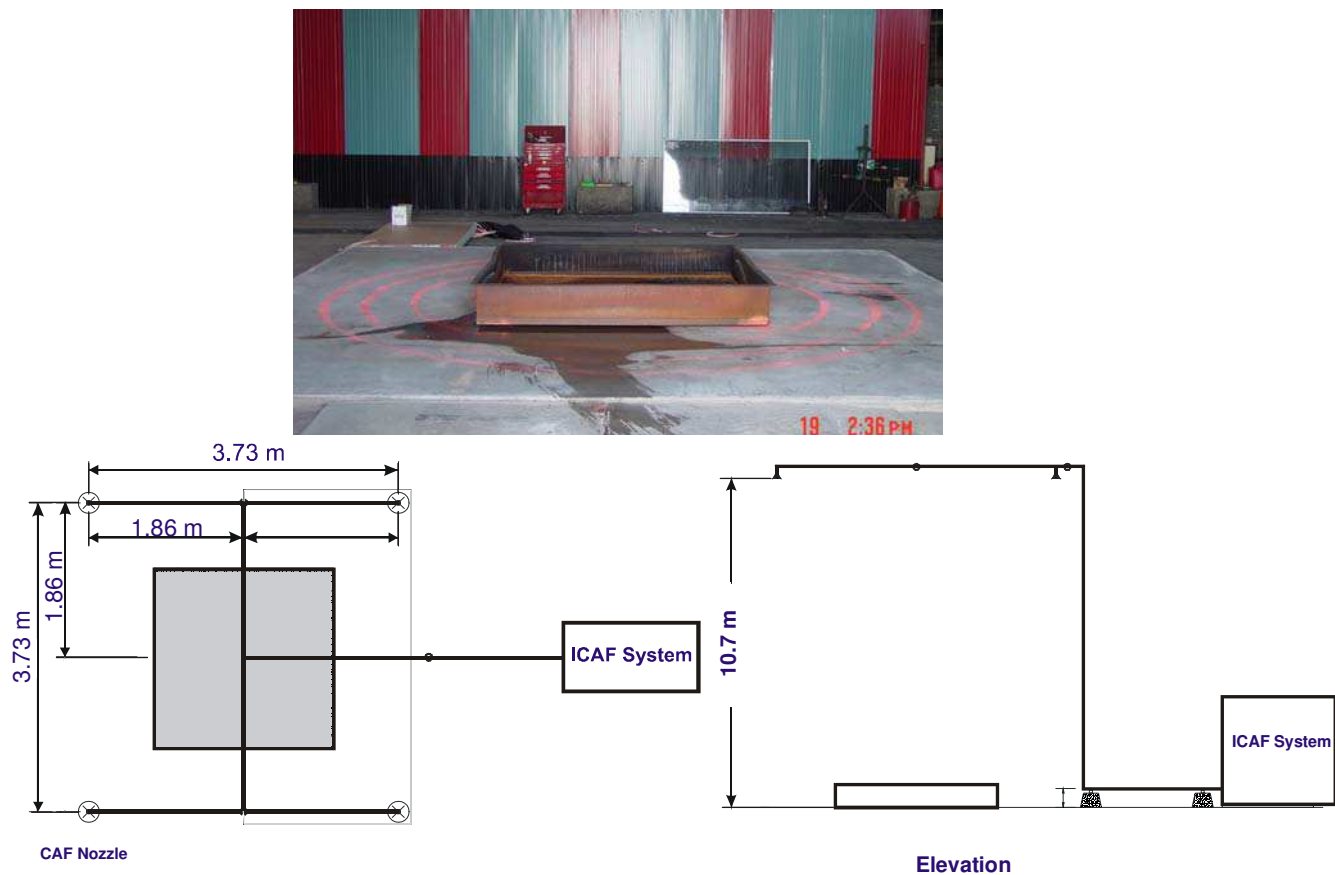 19 2:36 PM
3.73 m
1.86 m
1.86 m
3.73 m
ICAF System
CAF Nozzle
10.7 m
ICAF System
Elevation